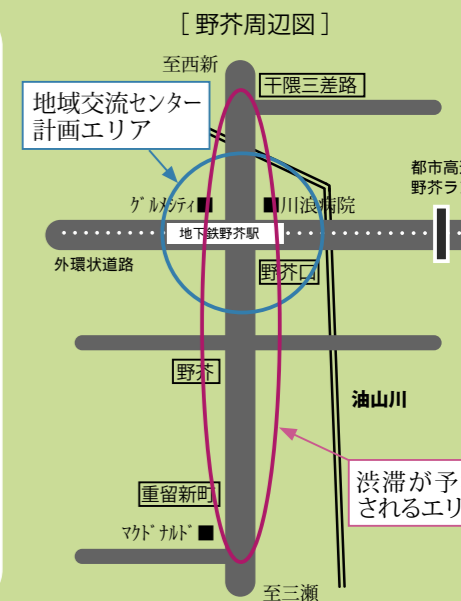 [ 野芥周辺図 ]
至西新
干隈三差路
地域交流センター
計画エリア
都市高
野芥ラ
グルメシティ■
■川浪病院
地下鉄野芥駅
外環状道路
野芥口
野芥
油山川
渋滞が予
されるエリ
重留新町
マクドナルド■
至三瀬